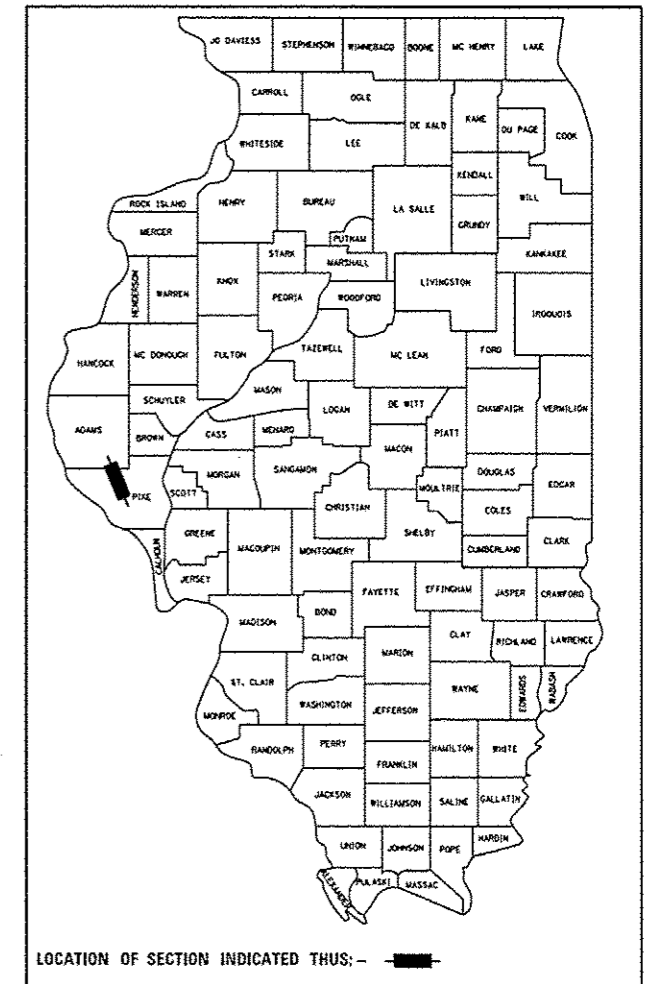 JO DAVIESS STEPHENSON WINNEBAGO BOONE MC HENRY LAKE
CARROLL OGLE DE KALB KANE DU PAGE COOK
WHITESIDE LEE
KENDALL WILL
ROCK ISLAND HENRY BUREAU LA SALLE GRUNDY
MERCER PUTNAM
STARK MARSHALL KANKAKEE
HENDERSON WARREN KNOX PEORIA WOODFORD LIVINGSTON IROQUOIS
HANCOCK MC DONOUGH FULTON TAZEWELL MC LEAN FORD
MASON
SCHUYLER LOGAN DE WITT CHAMPAIGN VERMILION
ADAMS BROWN CASS MENARD PIATT
MACON
PIKE SCOTT MORGAN SANGAMON MOULTRIE DOUGLAS EDGAR
CHRISTIAN COLES
CALHOUN GREENE MACOUPIN MONTGOMERY SHELBY CUMBERLAND CLARK
JERSEY FAYETTE EFFINGHAM JASPER CRAWFORD
MADISON BOND
CLAY RICHLAND LAWRENCE
CLINTON MARION
ST. CLAIR WAYNE EDWARDS WABASH
MONROE WASHINGTON JEFFERSON
RANDOLPH PERRY HAMILTON WHITE
FRANKLIN
JACKSON WILLIAMSON SALINE GALLATIN
UNION JOHNSON POPE HARDIN
ALEXANDER PULASKI MASSAC
LOCATION OF SECTION INDICATED THUS:-